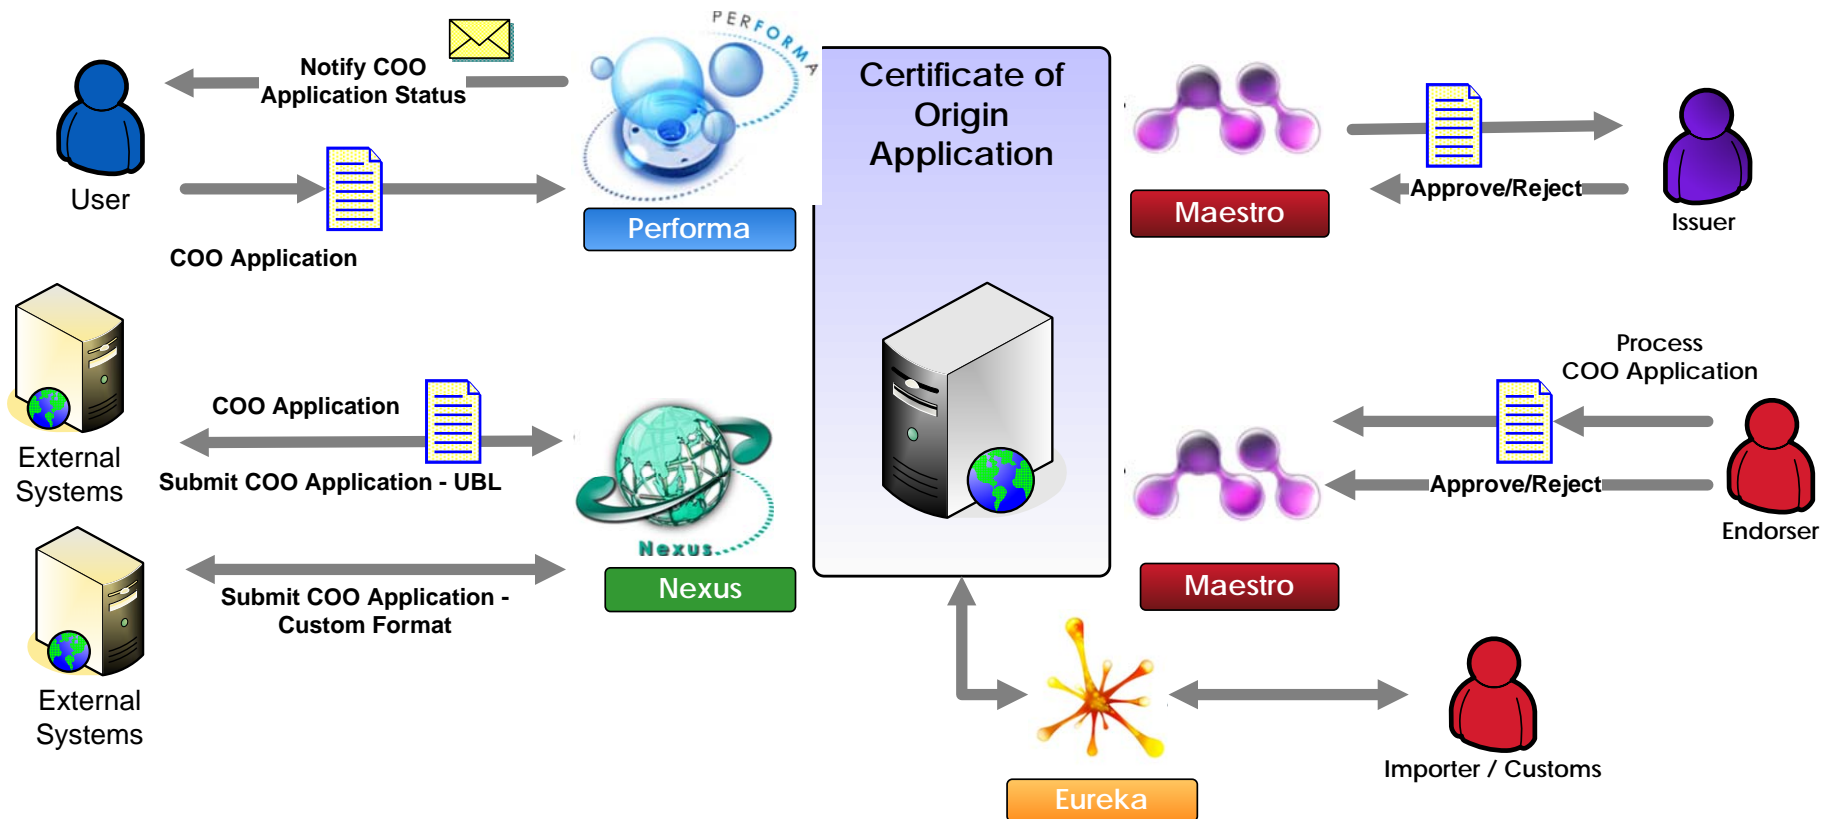 PERFORMA
Notify COO
Application Status
User
COO Application
Performa
Certificate of
Origin
Application
Maestro
Approve/Reject
Issuer
External
Systems
COO Application
Submit COO Application - UBL
Nexus
Nexus
Process
COO Application
Approve/Reject
Endorser
Maestro
External
Systems
Submit COO Application -
Custom Format
Eureka
Importer / Customs